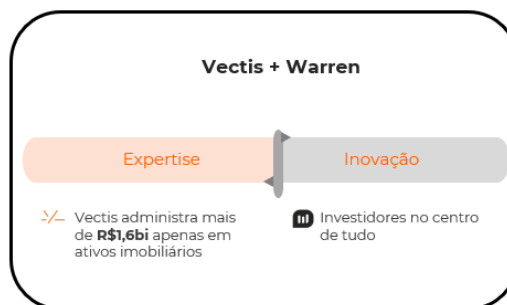 Vectis + Warren
Expertise
Inovação
Vectis administra mais
de R$1,6bi apenas em
ativos imobiliários
Investidores no centro
de tudo